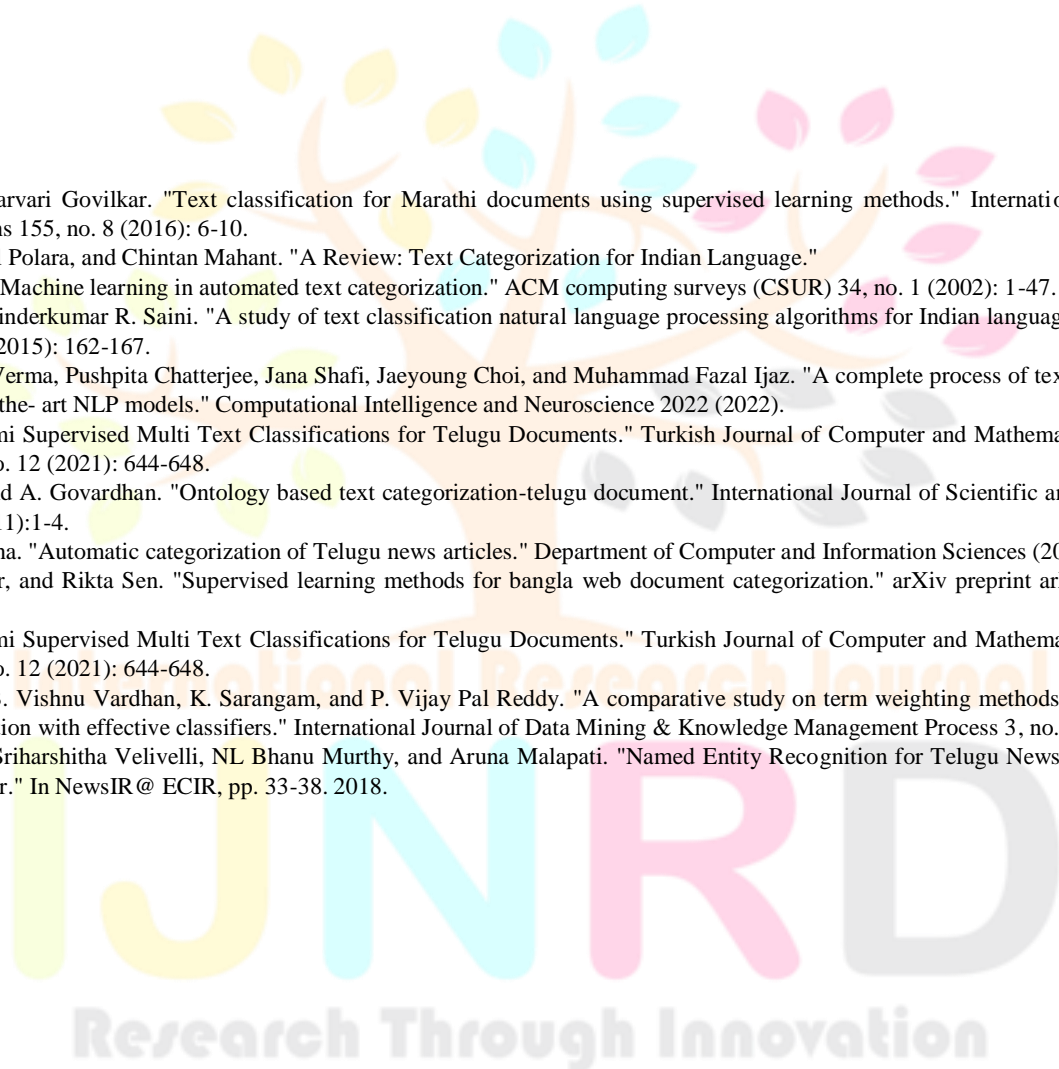 arvari Govilkar. "Text classification for Marathi documents using supervised learning methods." Internatio
ns 155, no. 8 (2016): 6-10.
Polara, and Chintan Mahant. "A Review: Text Categorization for Indian Language."
Machine learning in automated text categorization." ACM computing surveys (CSUR) 34, no. 1 (2002): 1-47.
inderkumar R. Saini. "A study of text classification natural language processing algorithms for Indian languag
2015): 162-167.
Verma, Pushpita Chatterjee, Jana Shafi, Jaeyoung Choi, and Muhammad Fazal Ijaz. "A complete process of tex
the- art NLP models." Computational Intelligence and Neuroscience 2022 (2022).
mi Supervised Multi Text Classifications for Telugu Documents." Turkish Journal of Computer and Mathema
o. 12 (2021): 644-648.
d A. Govardhan. "Ontology based text categorization-telugu document." International Journal of Scientific an
11):1-4.
na. "Automatic categorization of Telugu news articles." Department of Computer and Information Sciences (20
r, and Rikta Sen. "Supervised learning methods for bangla web document categorization." arXiv preprint ar
mi Supervised Multi Text Classifications for Telugu Documents." Turkish Journal of Computer and Mathema
o. 12 (2021): 644-648.
International Research Journal
. Vishnu Vardhan, K. Sarangam, and P. Vijay Pal Reddy. "A comparative study on term weighting methods
tion with effective classifiers." International Journal of Data Mining & Knowledge Management Process 3, no.
Sriharshitha Velivelli, NL Bhanu Murthy, and Aruna Malapati. "Named Entity Recognition for Telugu News
r." In NewsIR@ ECIR, pp. 33-38. 2018.
IJNRD
Research Through Innovation